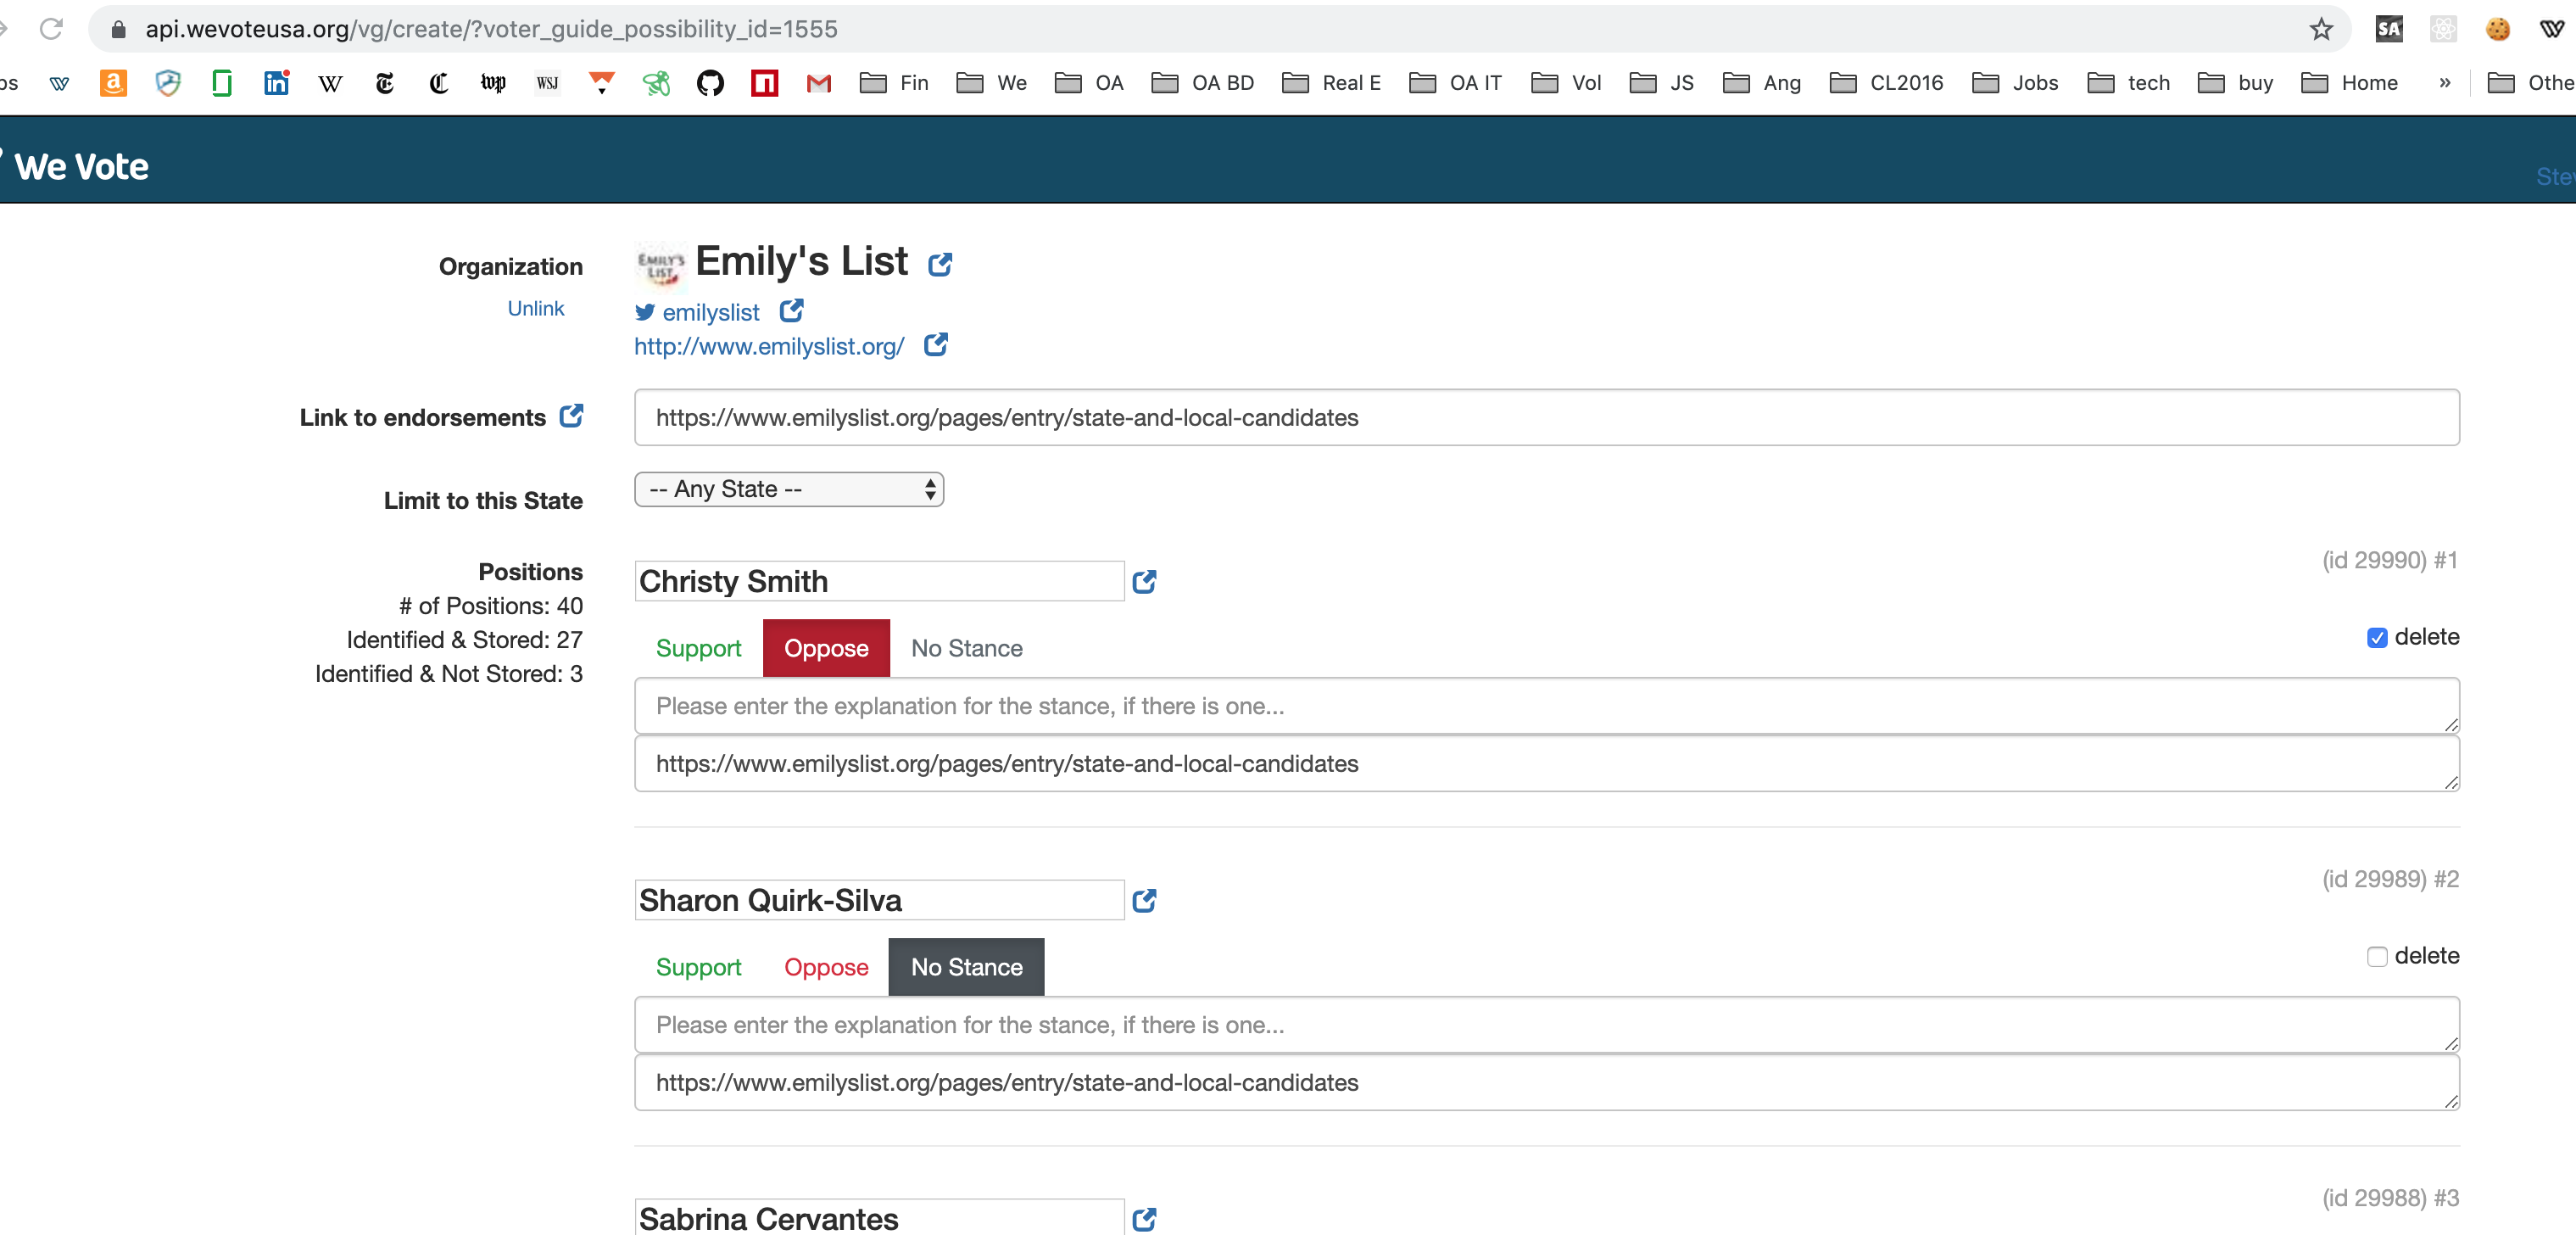 api.wevoteusa.org/vg/create/?voter_guide_possibility_id=1555
SA
ps Fin We OA OA BD Real E OA IT Vol JS Ang CL2016 Jobs tech buy Home » Othe
We Vote
Stev
Organization
EMILY'S LIST
Emily's List
Unlink
emilyslist
http://www.emilyslist.org/
Link to endorsements
https://www.emilyslist.org/pages/entry/state-and-local-candidates
Limit to this State
-- Any State --
Positions
# of Positions: 40
Identified & Stored: 27
Identified & Not Stored: 3
(id 29990) #1
Christy Smith
Support Oppose No Stance
delete
Please enter the explanation for the stance, if there is one...
https://www.emilyslist.org/pages/entry/state-and-local-candidates
(id 29989) #2
Sharon Quirk-Silva
Support Oppose No Stance
delete
Please enter the explanation for the stance, if there is one...
https://www.emilyslist.org/pages/entry/state-and-local-candidates
(id 29988) #3
Sabrina Cervantes